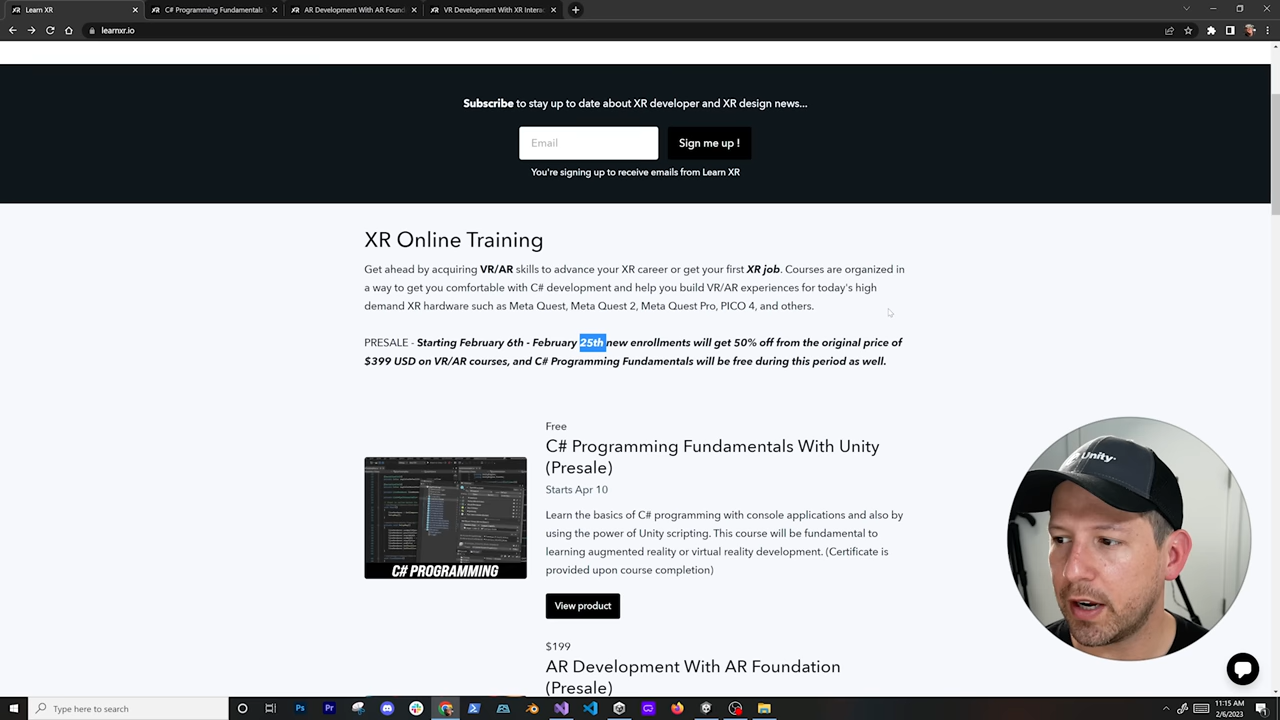 Learn XR
C# Programming Fundamentals
AR Development With AR Found
VR Development With XR Intera
learnxr.io
Subscribe to stay up to date about XR developer and XR design news...
Email
Sign me up !
You're signing up to receive emails from Learn XR
XR Online Training
Get ahead by acquiring VR/AR skills to advance your XR career or get your first XR job. Courses are organized in
a way to get you comfortable with C# development and help you build VR/AR experiences for today's high
demand XR hardware such as Meta Quest, Meta Quest 2, Meta Quest Pro, PICO 4, and others.
PRESALE - Starting February 6th - February 25th new enrollments will get 50% off from the original price of
$399 USD on VR/AR courses, and C# Programming Fundamentals will be free during this period as well.
Free
C# Programming Fundamentals With Unity
(Presale)
Starts Apr 10
Learn the basics of C# programming with console applications and also by
using the power of Unity scripting. This course will be fundamental to
learning augmented reality or virtual reality development. (Certificate is
provided upon course completion)
C# PROGRAMMING
View product
Unity
$199
AR Development With AR Foundation
(Presale)
Type here to search
Ps
Pr
11:15 AM
2/6/2023